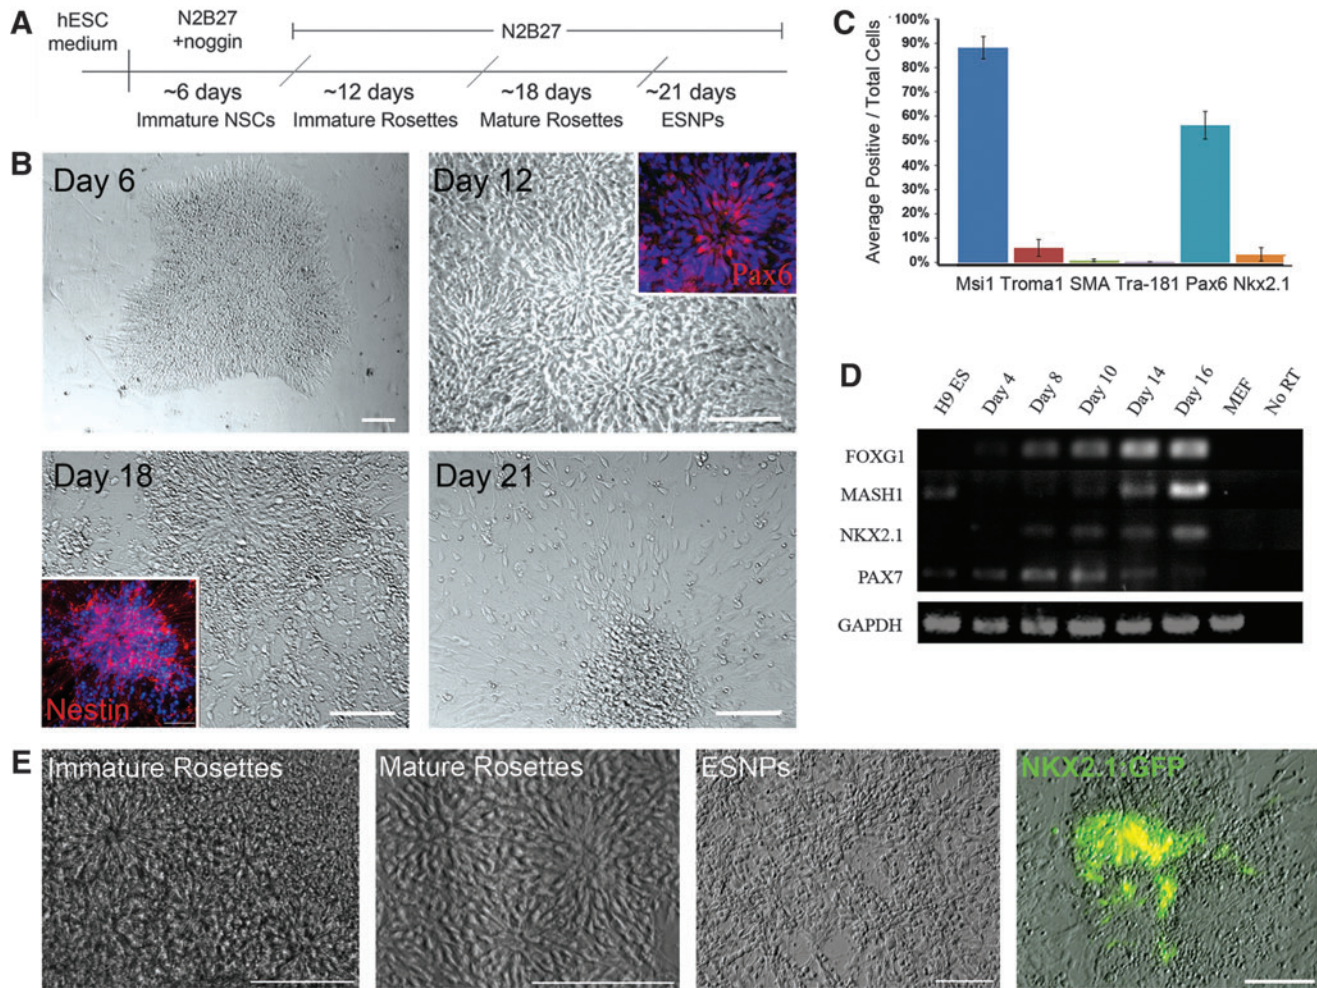 A
hESC medium
N2B27 +noggin
N2B27
~6 days
~12 days
~18 days
~21 days
Immature NSCs
Immature Rosettes
Mature Rosettes
ESNPs
B
Day 6
Day 12
Pax6
Day 18
Nestin
Day 21
C
Average Positive / Total Cells
100%
90%
80%
70%
60%
50%
40%
30%
20%
10%
0%
Msi1 Troma1 SMA Tra-181 Pax6 Nkx2.1
D
H9 ES
Day 4
Day 8
Day 10
Day 14
Day 16
MEF
No RT
FOXG1
MASH1
NKX2.1
PAX7
GAPDH
E
Immature Rosettes
Mature Rosettes
ESNPs
NKX2.1:GFP